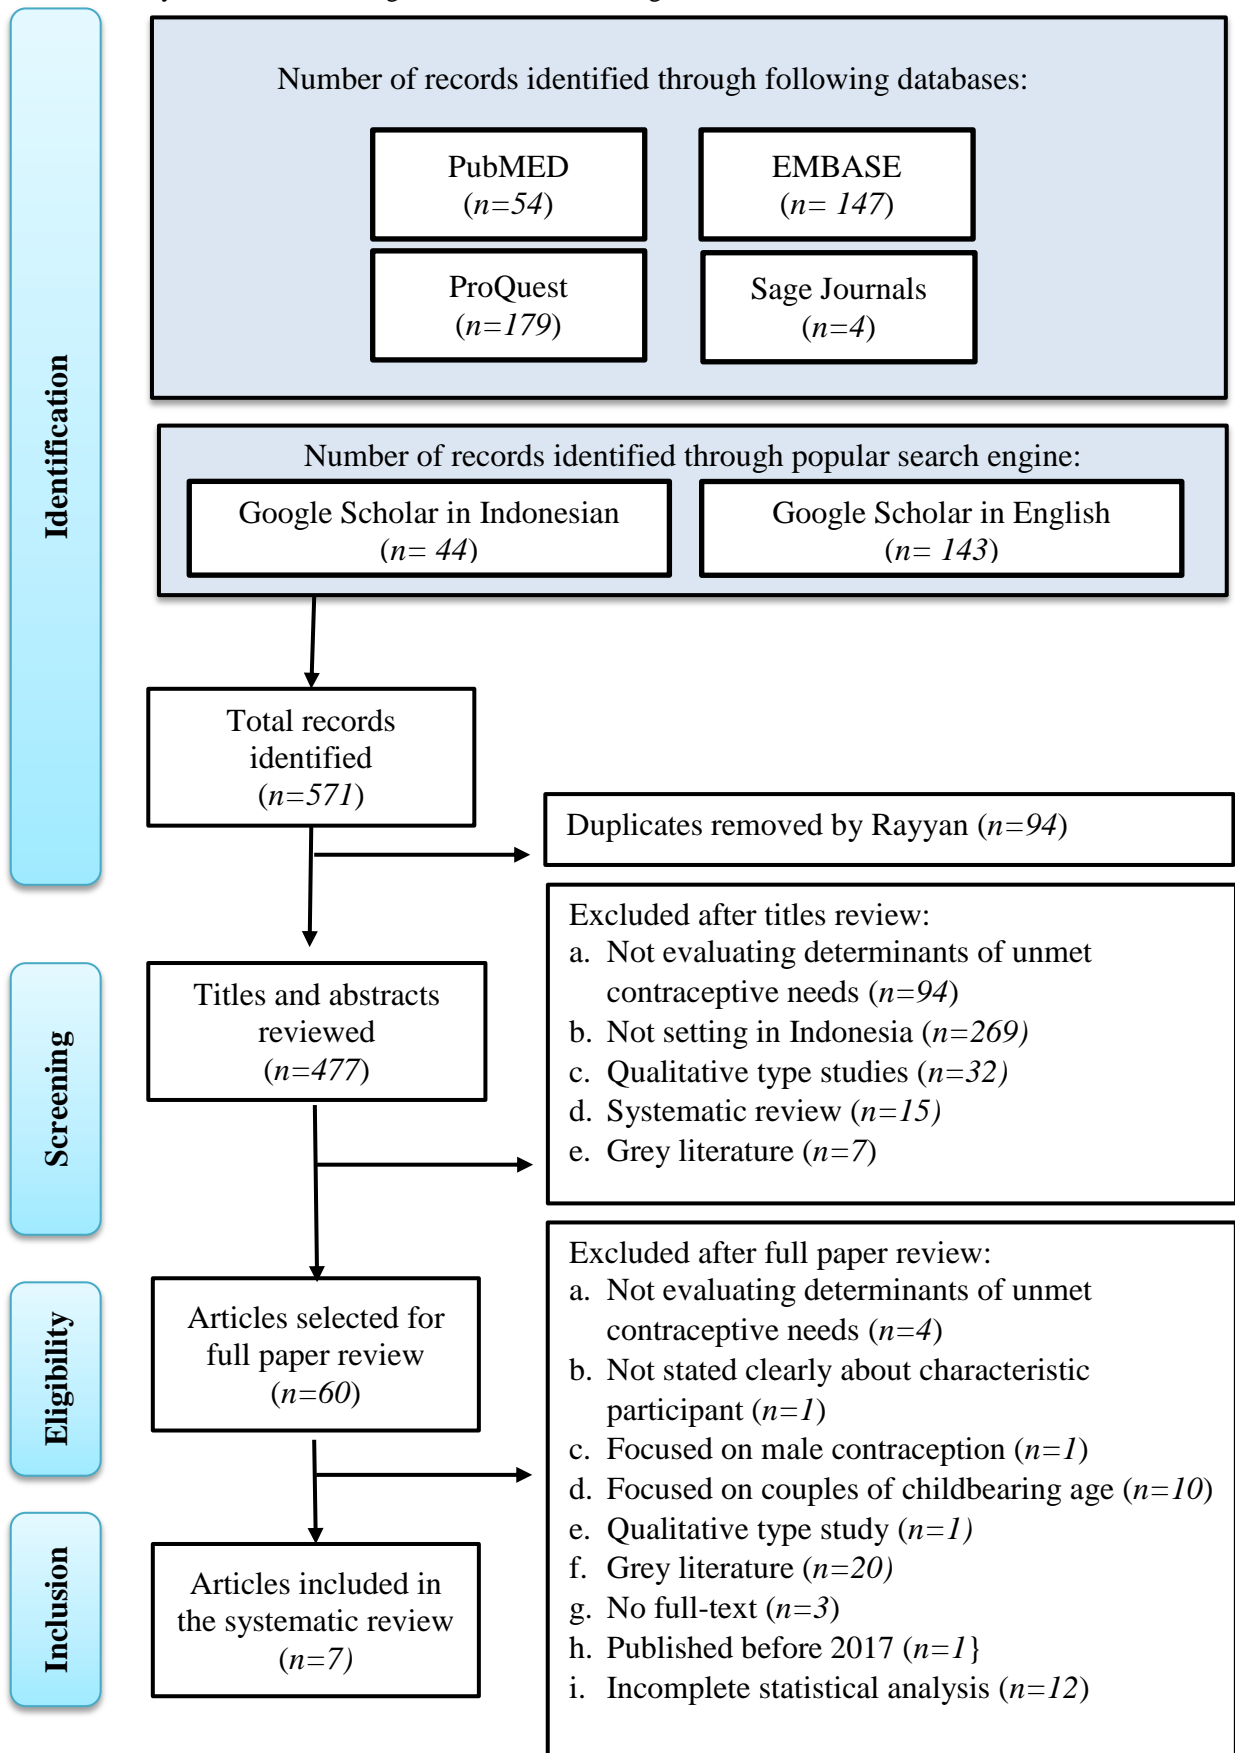 Number of records identified through following databases:
PubMED
(n=54)
EMBASE
(n= 147)
ProQuest
(n=179)
Sage Journals
(n=4)
Number of records identified through popular search engine:
Google Scholar in Indonesian
(n= 44)
Google Scholar in English
(n= 143)
Identification
Total records
identified
(n=571)
Duplicates removed by Rayyan (n=94)
Screening
Titles and abstracts
reviewed
(n=477)
Excluded after titles review:
a. Not evaluating determinants of unmet
contraceptive needs (n=94)
b. Not setting in Indonesia (n=269)
c. Qualitative type studies (n=32)
d. Systematic review (n=15)
e. Grey literature (n=7)
Eligibility
Articles selected for
full paper review
(n=60)
Excluded after full paper review:
a. Not evaluating determinants of unmet
contraceptive needs (n=4)
b. Not stated clearly about characteristic
participant (n=1)
c. Focused on male contraception (n=1)
d. Focused on couples of childbearing age (n=10)
e. Qualitative type study (n=1)
f. Grey literature (n=20)
g. No full-text (n=3)
h. Published before 2017 (n=1}
i. Incomplete statistical analysis (n=12)
Inclusion
Articles included in
the systematic review
(n=7)